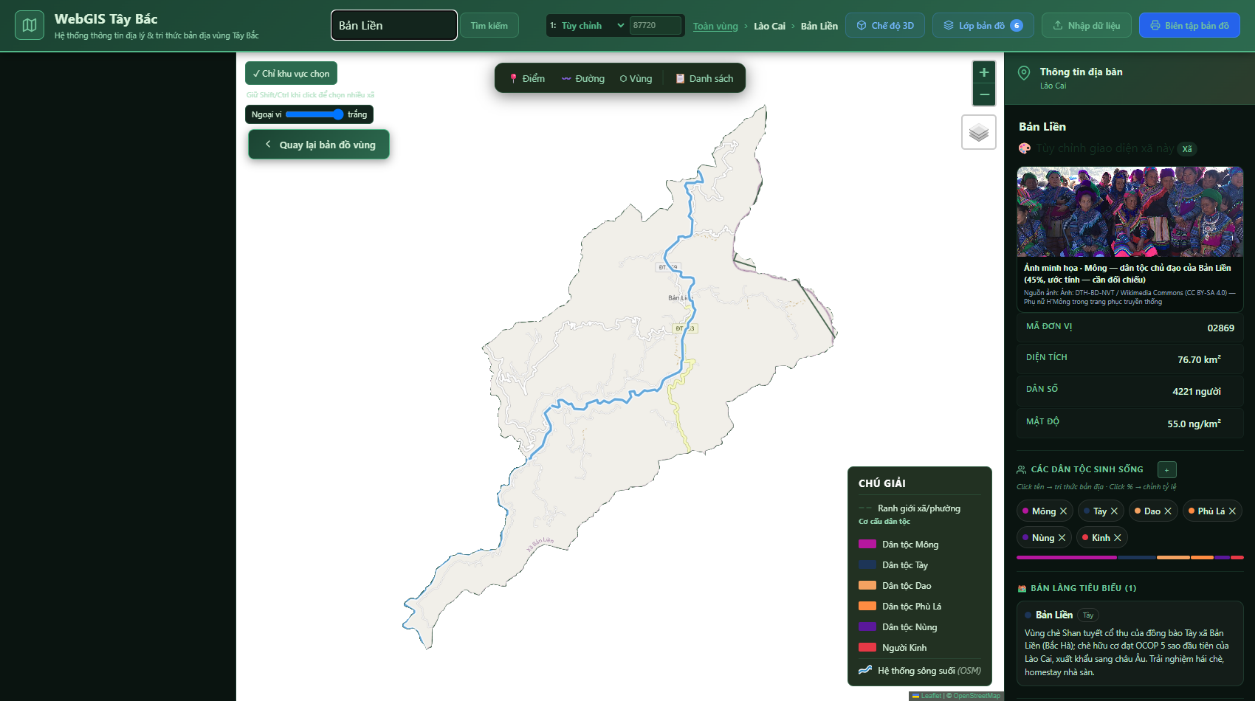 WebGIS Tây Bắc
Hệ thống thông tin địa lý & tri thức bản địa vùng Tây Bắc
Bản Liền
Tìm kiếm
1: Tùy chỉnh
87720
Toàn vùng › Lào Cai › Bản Liền
Chế độ 3D
Lớp bản đồ 6
Nhập dữ liệu
Biên tập bản đồ
✓ Chỉ khu vực chọn
Giữ Shift/Ctrl khi click để chọn nhiều xã
Ngoại vi
trắng
Quay lại bản đồ vùng
Điểm
Đường
Vùng
Danh sách
+
−
Bản Liền
Xã Bản Liền
CHÚ GIẢI
Ranh giới xã/phường
Cơ cấu dân tộc
Dân tộc Mông
Dân tộc Tày
Dân tộc Dao
Dân tộc Phù Lá
Dân tộc Nùng
Người Kinh
Hệ thống sông suối (OSM)
Leaflet | © OpenStreetMap
Thông tin địa bàn
Lào Cai
Bản Liền
Tùy chỉnh giao diện xã này
Xã
Ảnh minh họa · Mông — dân tộc chủ đạo của Bản Liền
(45%, ước tính — cần đối chiếu)
Nguồn ảnh: Ảnh: DTH-BD-NVT / Wikimedia Commons (CC BY-SA 4.0) —
Phụ nữ H'Mông trong trang phục truyền thống
MÃ ĐƠN VỊ
02869
DIỆN TÍCH
76.70 km²
DÂN SỐ
4221 người
MẬT ĐỘ
55.0 ng/km²
CÁC DÂN TỘC SINH SỐNG
+
Click tên → tri thức bản địa · Click % → chỉnh tỷ lệ
Mông ✕
Tày ✕
Dao ✕
Phù Lá ✕
Nùng ✕
Kinh ✕
BẢN LÀNG TIÊU BIỂU (1)
Bản Liền
Tày
Vùng chè Shan tuyết cổ thụ của đồng bào Tày xã Bản
Liền (Bắc Hà); chè hữu cơ đạt OCOP 5 sao đầu tiên của
Lào Cai, xuất khẩu sang châu Âu. Trải nghiệm hái chè,
homestay nhà sàn.